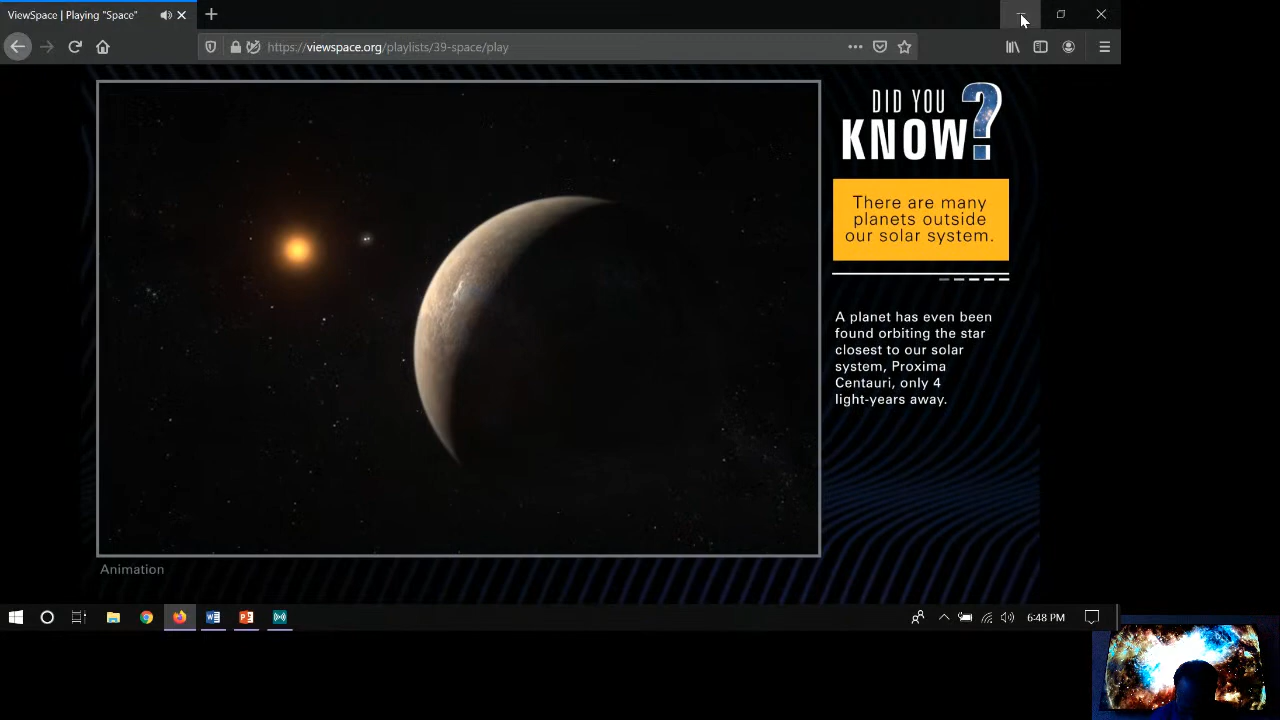 ViewSpace | Playing "Space"
https://viewspace.org/playlists/39-space/play
DID YOU
KNOW?
There are many
planets outside
our solar system.
A planet has even been
found orbiting the star
closest to our solar
system, Proxima
Centauri, only 4
light-years away.
Animation
6:48 PM